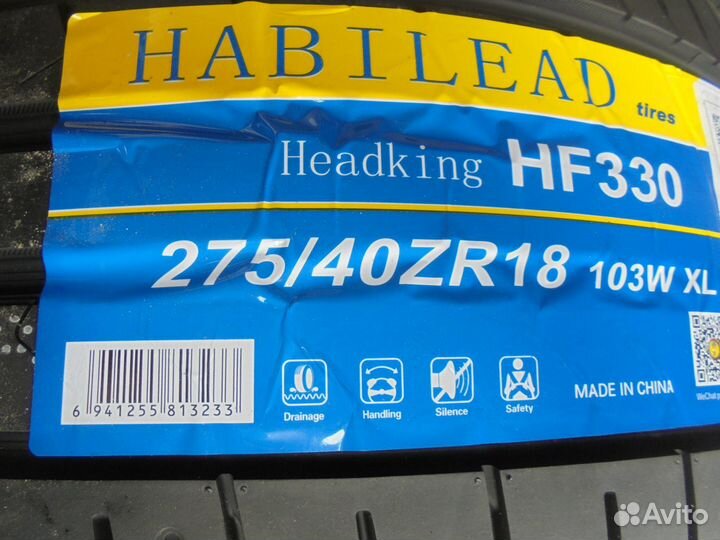 HABILEAD tires
Headking HF330
275/40ZR18 103W XL
6 941255 813233
Drainage Handling Silence Safety
MADE IN CHINA
WeChat
Avito